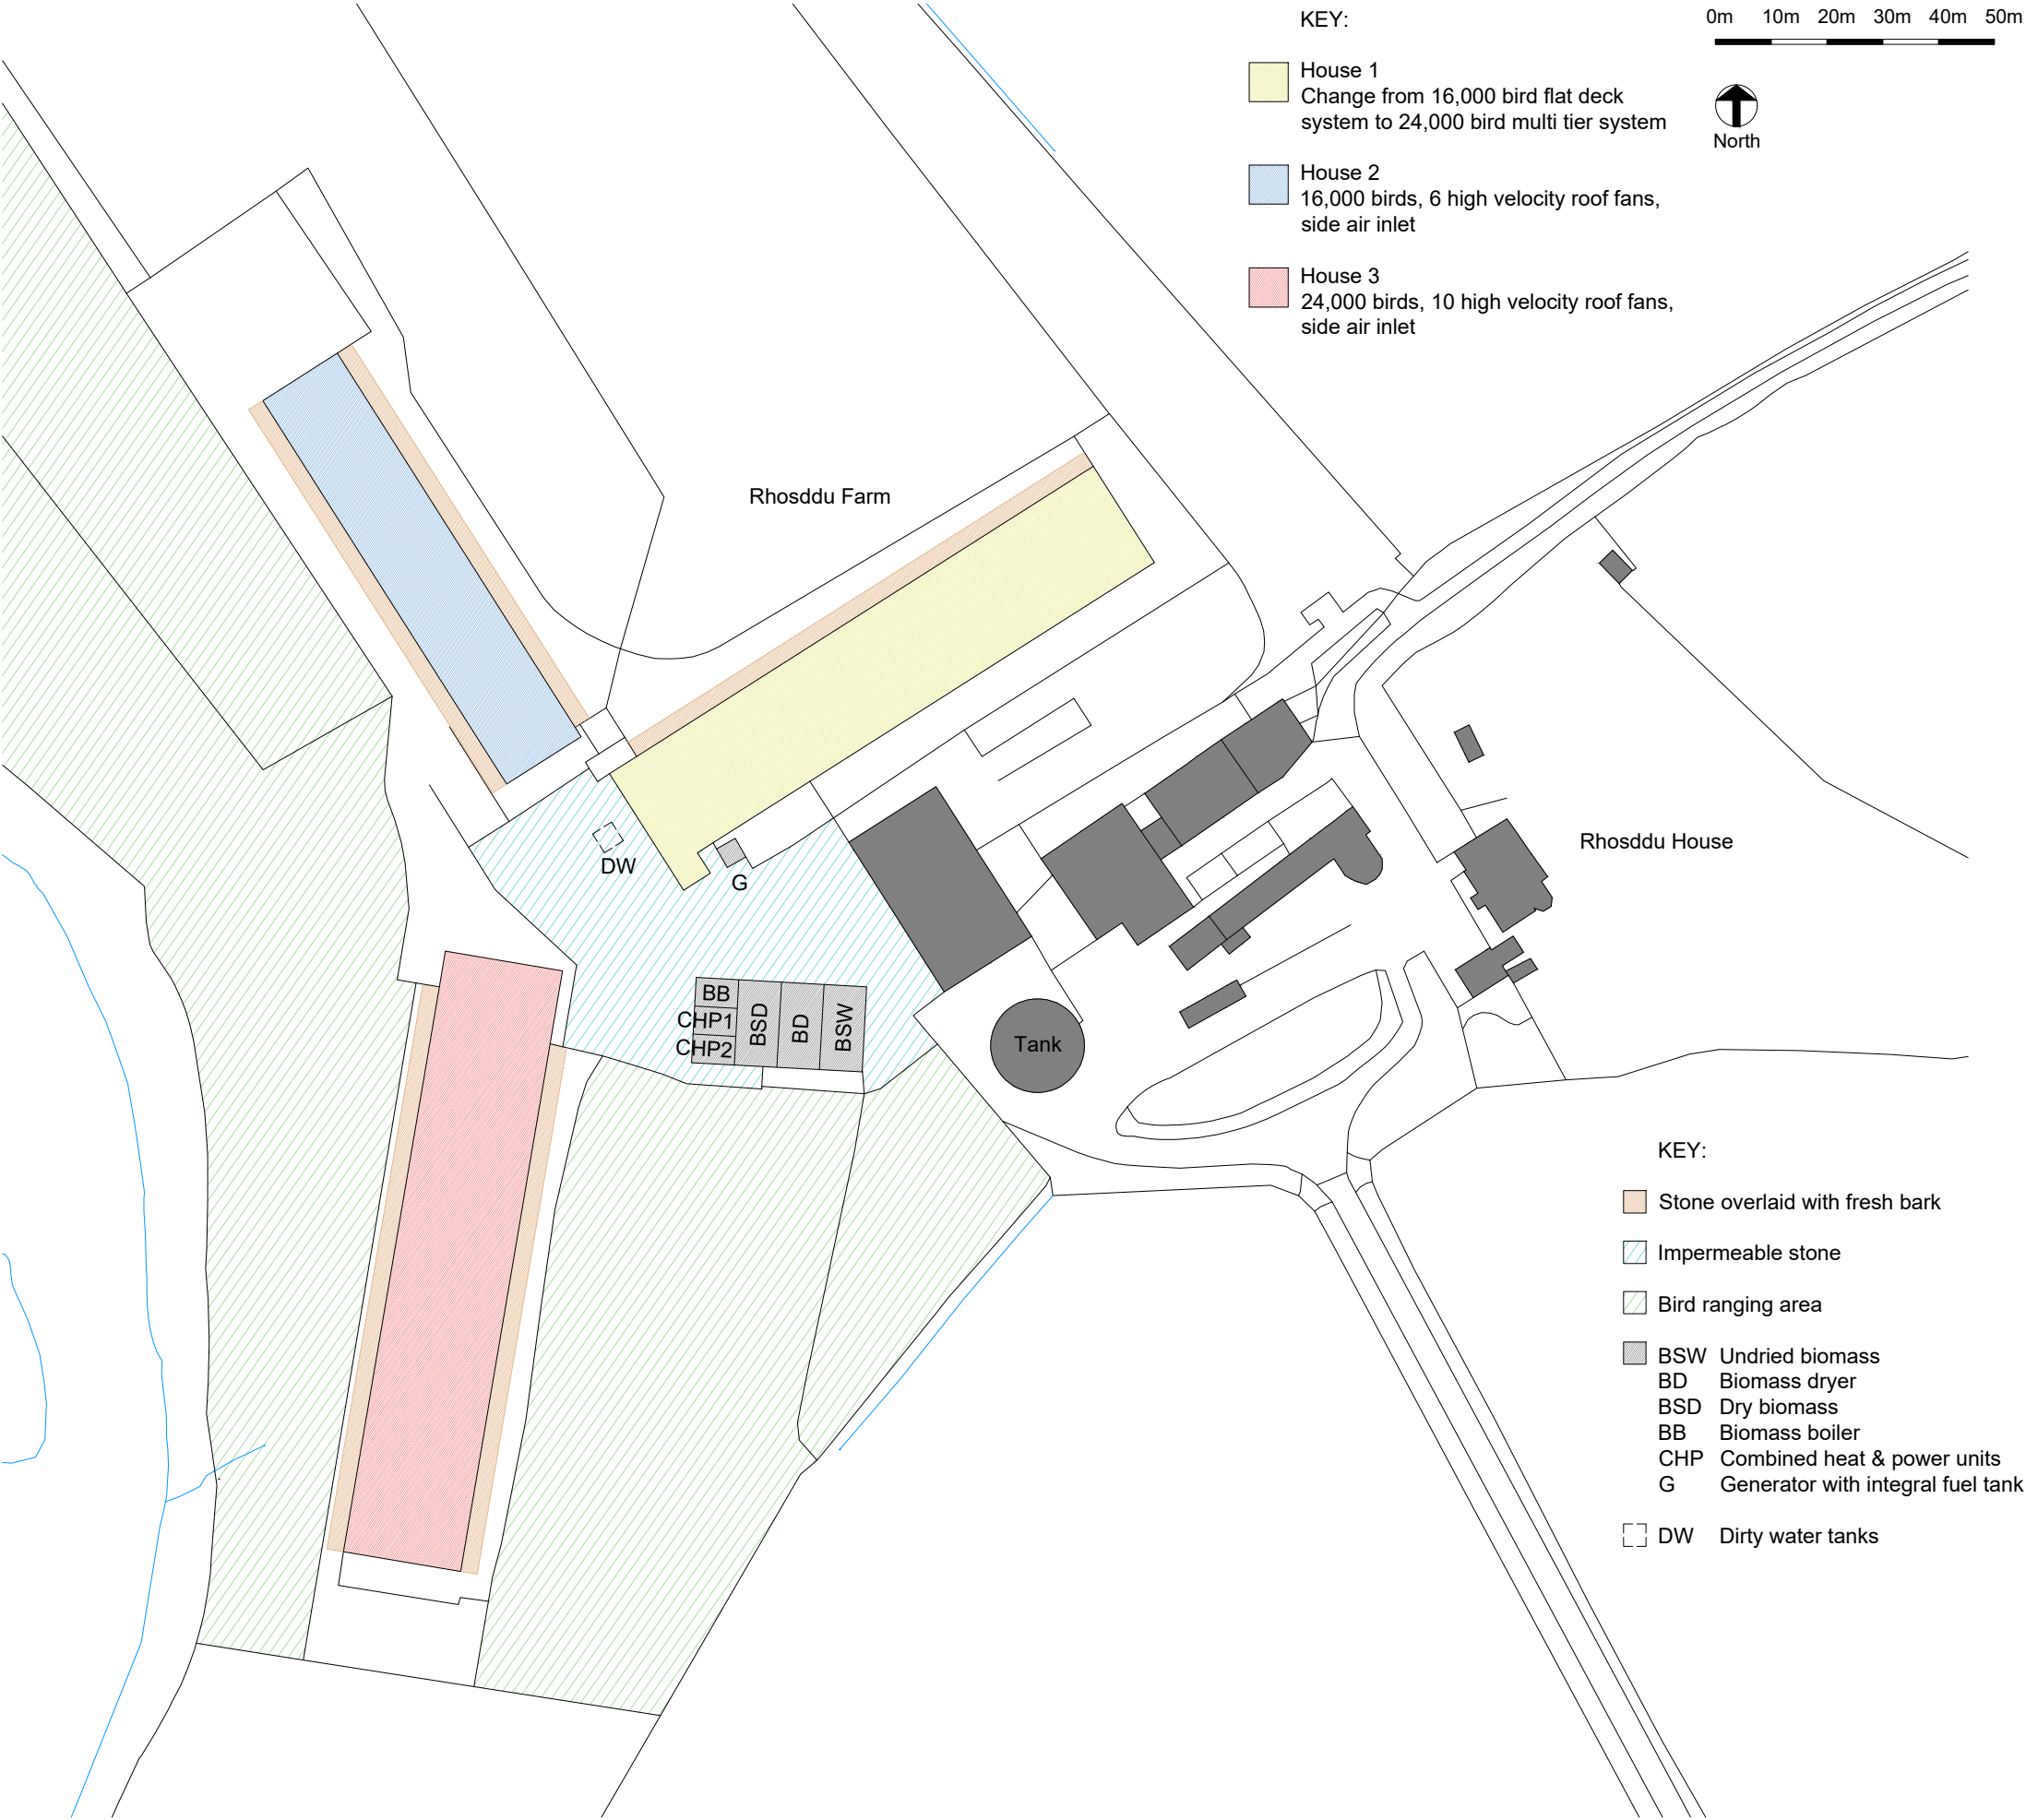 KEY:
0m 10m 20m 30m 40m 50m
House 1
Change from 16,000 bird flat deck
system to 24,000 bird multi tier system
North
House 2
16,000 birds, 6 high velocity roof fans,
side air inlet
House 3
24,000 birds, 10 high velocity roof fans,
side air inlet
Rhosddu Farm
Rhosddu House
DW
G
BB
CHP1
CHP2
BSD
BD
BSW
Tank
KEY:
Stone overlaid with fresh bark
Impermeable stone
Bird ranging area
BSW Undried biomass
BD Biomass dryer
BSD Dry biomass
BB Biomass boiler
CHP Combined heat & power units
G Generator with integral fuel tank
DW Dirty water tanks